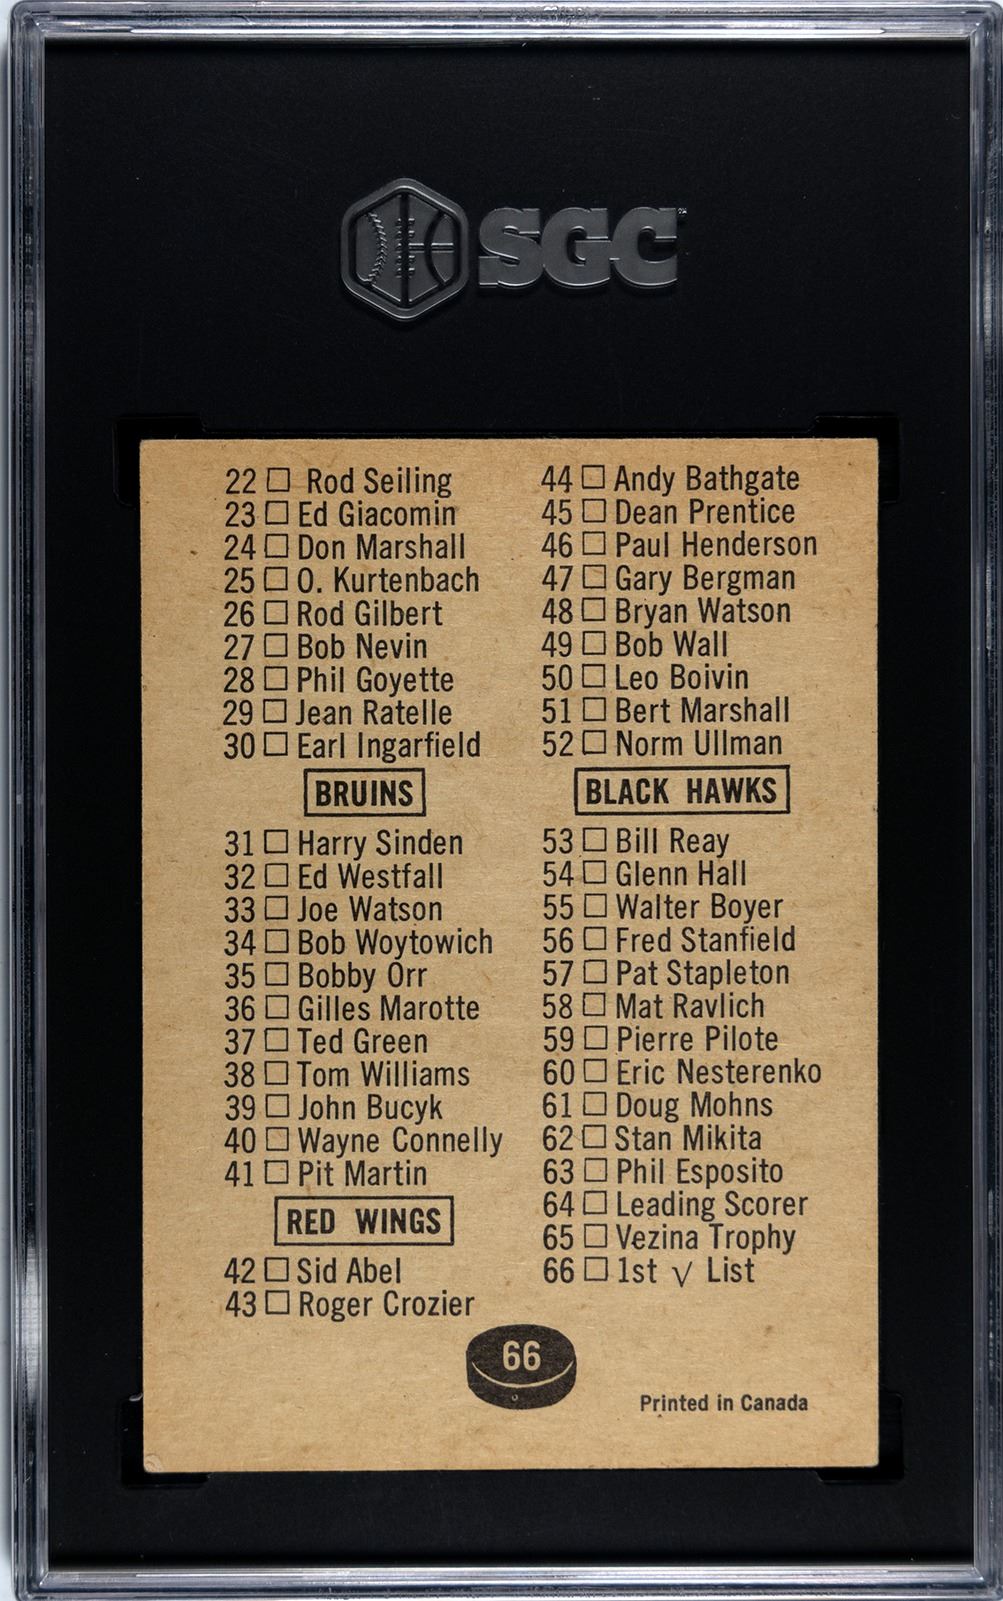 SGC™
22 □ Rod Seiling
23 □ Ed Giacomin
24 □ Don Marshall
25 □ O. Kurtenbach
26 □ Rod Gilbert
27 □ Bob Nevin
28 □ Phil Goyette
29 □ Jean Ratelle
30 □ Earl Ingarfield
BRUINS
31 □ Harry Sinden
32 □ Ed Westfall
33 □ Joe Watson
34 □ Bob Woytowich
35 □ Bobby Orr
36 □ Gilles Marotte
37 □ Ted Green
38 □ Tom Williams
39 □ John Bucyk
40 □ Wayne Connelly
41 □ Pit Martin
RED WINGS
42 □ Sid Abel
43 □ Roger Crozier
44 □ Andy Bathgate
45 □ Dean Prentice
46 □ Paul Henderson
47 □ Gary Bergman
48 □ Bryan Watson
49 □ Bob Wall
50 □ Leo Boivin
51 □ Bert Marshall
52 □ Norm Ullman
BLACK HAWKS
53 □ Bill Reay
54 □ Glenn Hall
55 □ Walter Boyer
56 □ Fred Stanfield
57 □ Pat Stapleton
58 □ Mat Ravlich
59 □ Pierre Pilote
60 □ Eric Nesterenko
61 □ Doug Mohns
62 □ Stan Mikita
63 □ Phil Esposito
64 □ Leading Scorer
65 □ Vezina Trophy
66 □ 1st √ List
66
Printed in Canada